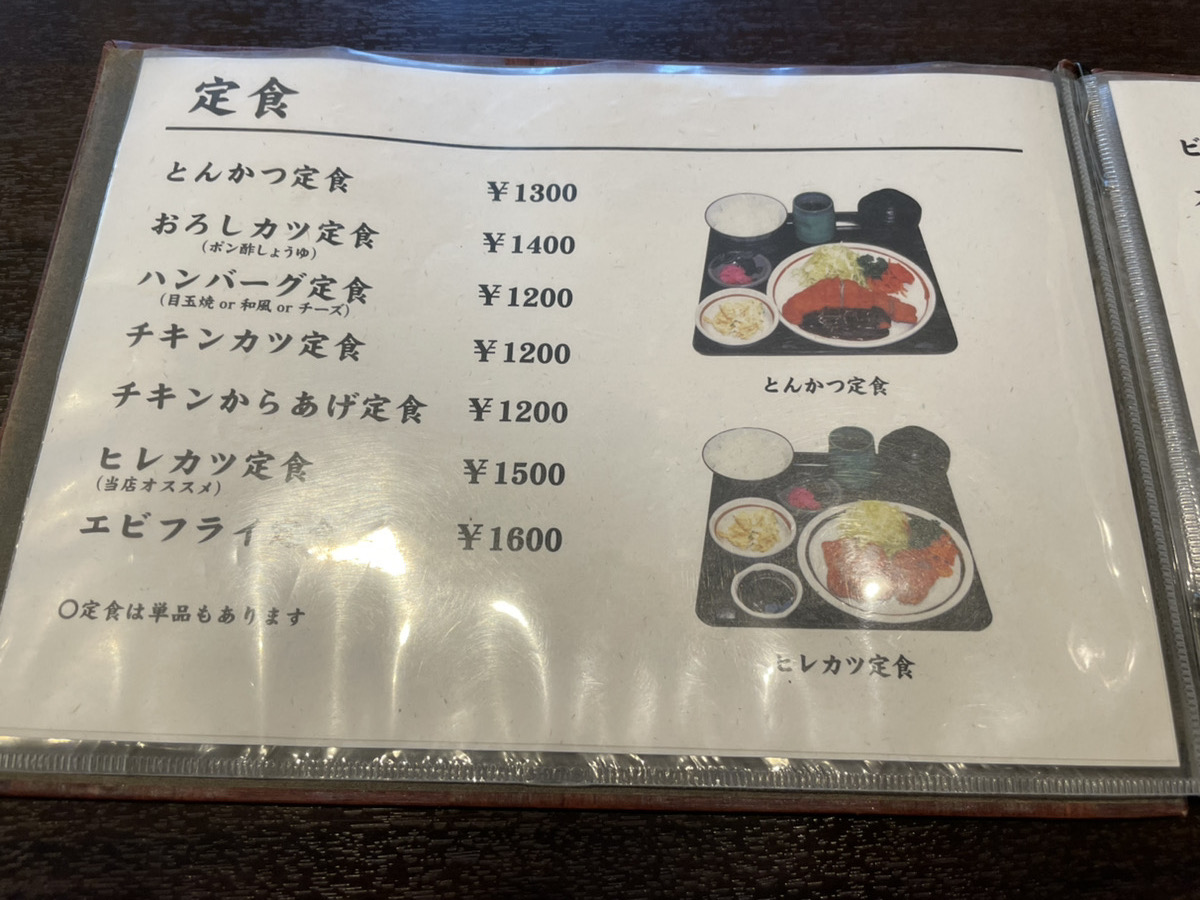 定食
とんかつ定食 ¥1300
おろしカツ定食 ¥1400
(ポン酢しょうゆ)
ハンバーグ定食 ¥1200
(目玉焼 or 和風 or チーズ)
チキンカツ定食 ¥1200
チキンからあげ定食 ¥1200
ヒレカツ定食 ¥1500
(当店オススメ)
エビフライ定食 ¥1600
〇定食は単品もあります
とんかつ定食
ヒレカツ定食
ビ